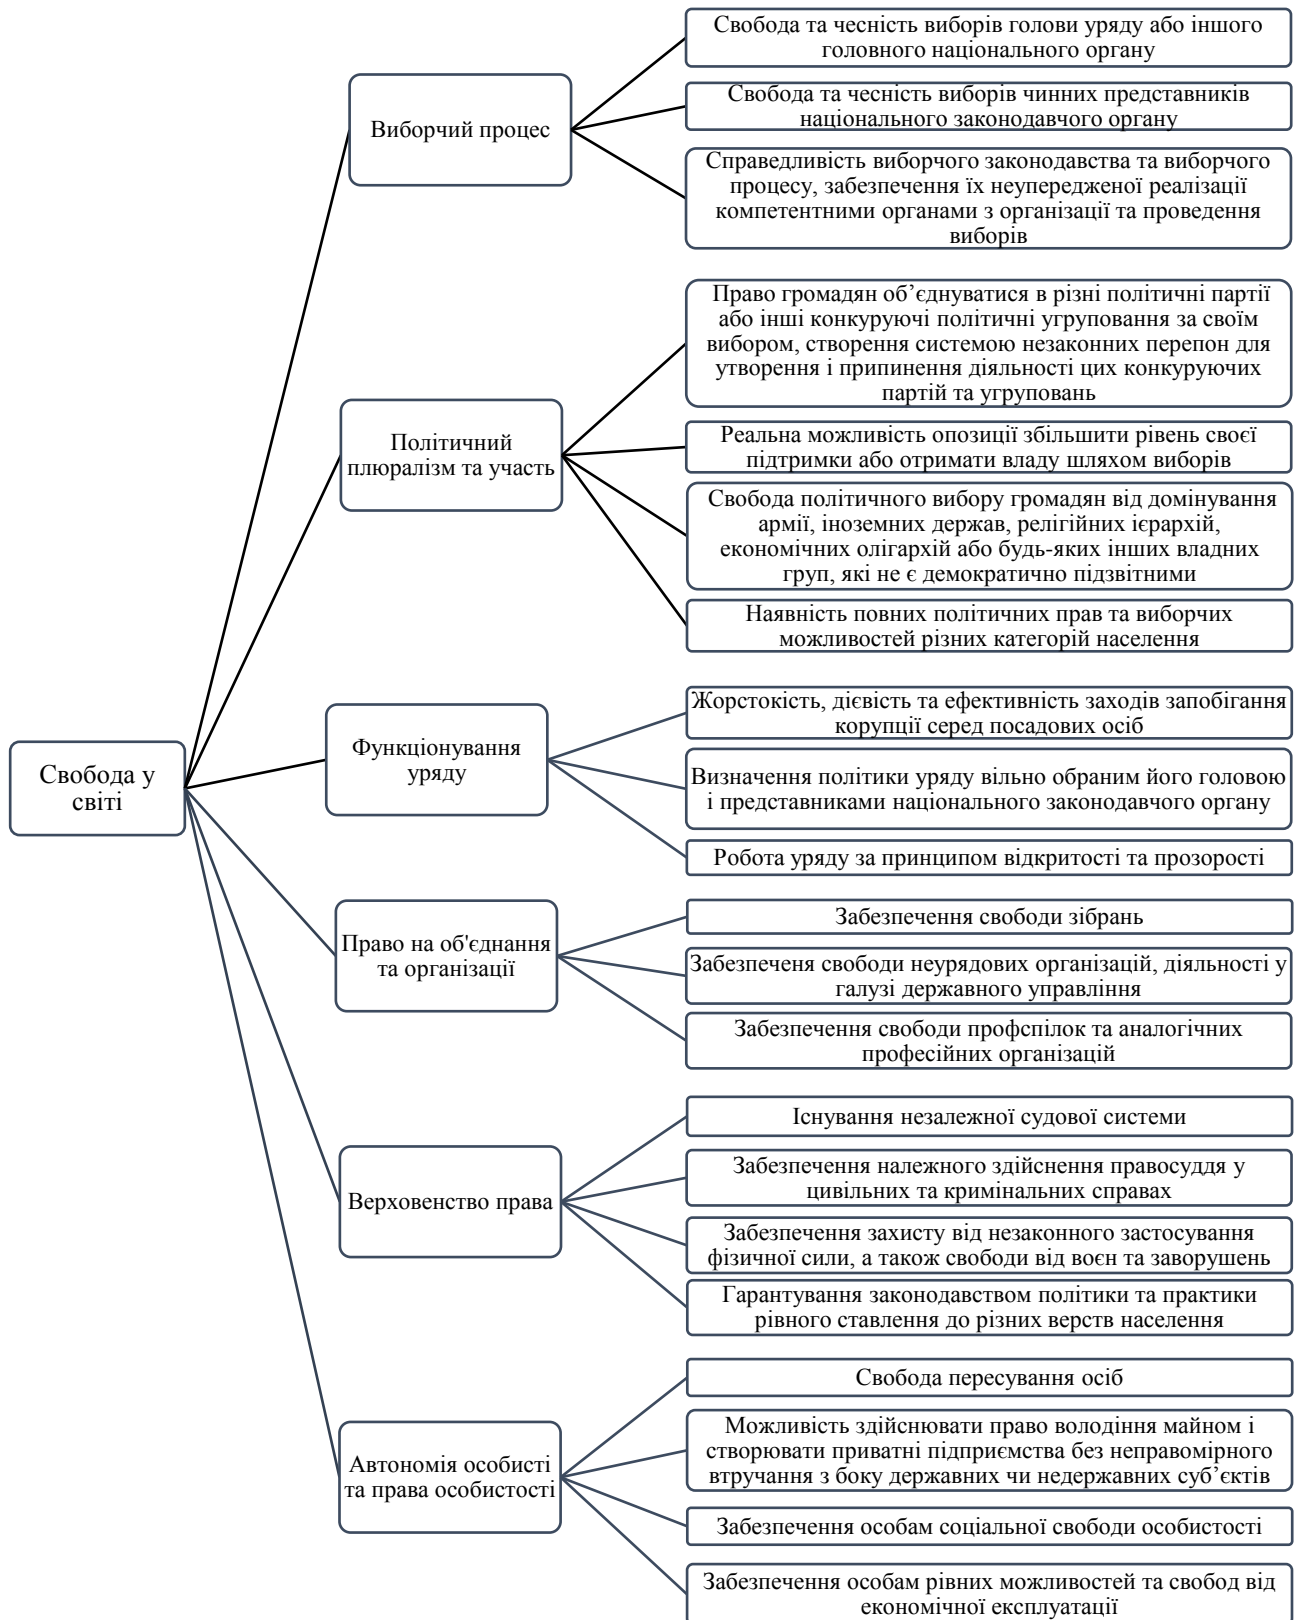 Свобода у
світі
Виборчий процес
Свобода та чесність виборів голови уряду або іншого
головного національного органу
Свобода та чесність виборів чинних представників
національного законодавчого органу
Справедливість виборчого законодавства та виборчого
процесу, забезпечення їх неупередженої реалізації
компетентними органами з організації та проведення
виборів
Політичний
плюралізм та участь
Право громадян об’єднуватися в різні політичні партії
або інші конкуруючі політичні угруповання за своїм
вибором, створення системою незаконних перепон для
утворення і припинення діяльності цих конкуруючих
партій та угруповань
Реальна можливість опозиції збільшити рівень своєї
підтримки або отримати владу шляхом виборів
Свобода політичного вибору громадян від домінування
армії, іноземних держав, релігійних ієрархій,
економічних олігархій або будь-яких інших владних
груп, які не є демократично підзвітними
Наявність повних політичних прав та виборчих
можливостей різних категорій населення
Функціонування
уряду
Жорстокість, дієвість та ефективність заходів запобігання
корупції серед посадових осіб
Визначення політики уряду вільно обраним його головою
і представниками національного законодавчого органу
Робота уряду за принципом відкритості та прозорості
Право на об'єднання
та організації
Забезпечення свободи зібрань
Забезпеченя свободи неурядових організацій, діяльності у
галузі державного управління
Забезпечення свободи профспілок та аналогічних
професійних організацій
Верховенство права
Існування незалежної судової системи
Забезпечення належного здійснення правосуддя у
цивільних та кримінальних справах
Забезпечення захисту від незаконного застосування
фізичної сили, а також свободи від воєн та заворушень
Гарантування законодавством політики та практики
рівного ставлення до різних верств населення
Автономія особисті
та права особистості
Свобода пересування осіб
Можливість здійснювати право володіння майном і
створювати приватні підприємства без неправомірного
втручання з боку державних чи недержавних суб’єктів
Забезпечення особам соціальної свободи особистості
Забезпечення особам рівних можливостей та свобод від
економічної експлуатації